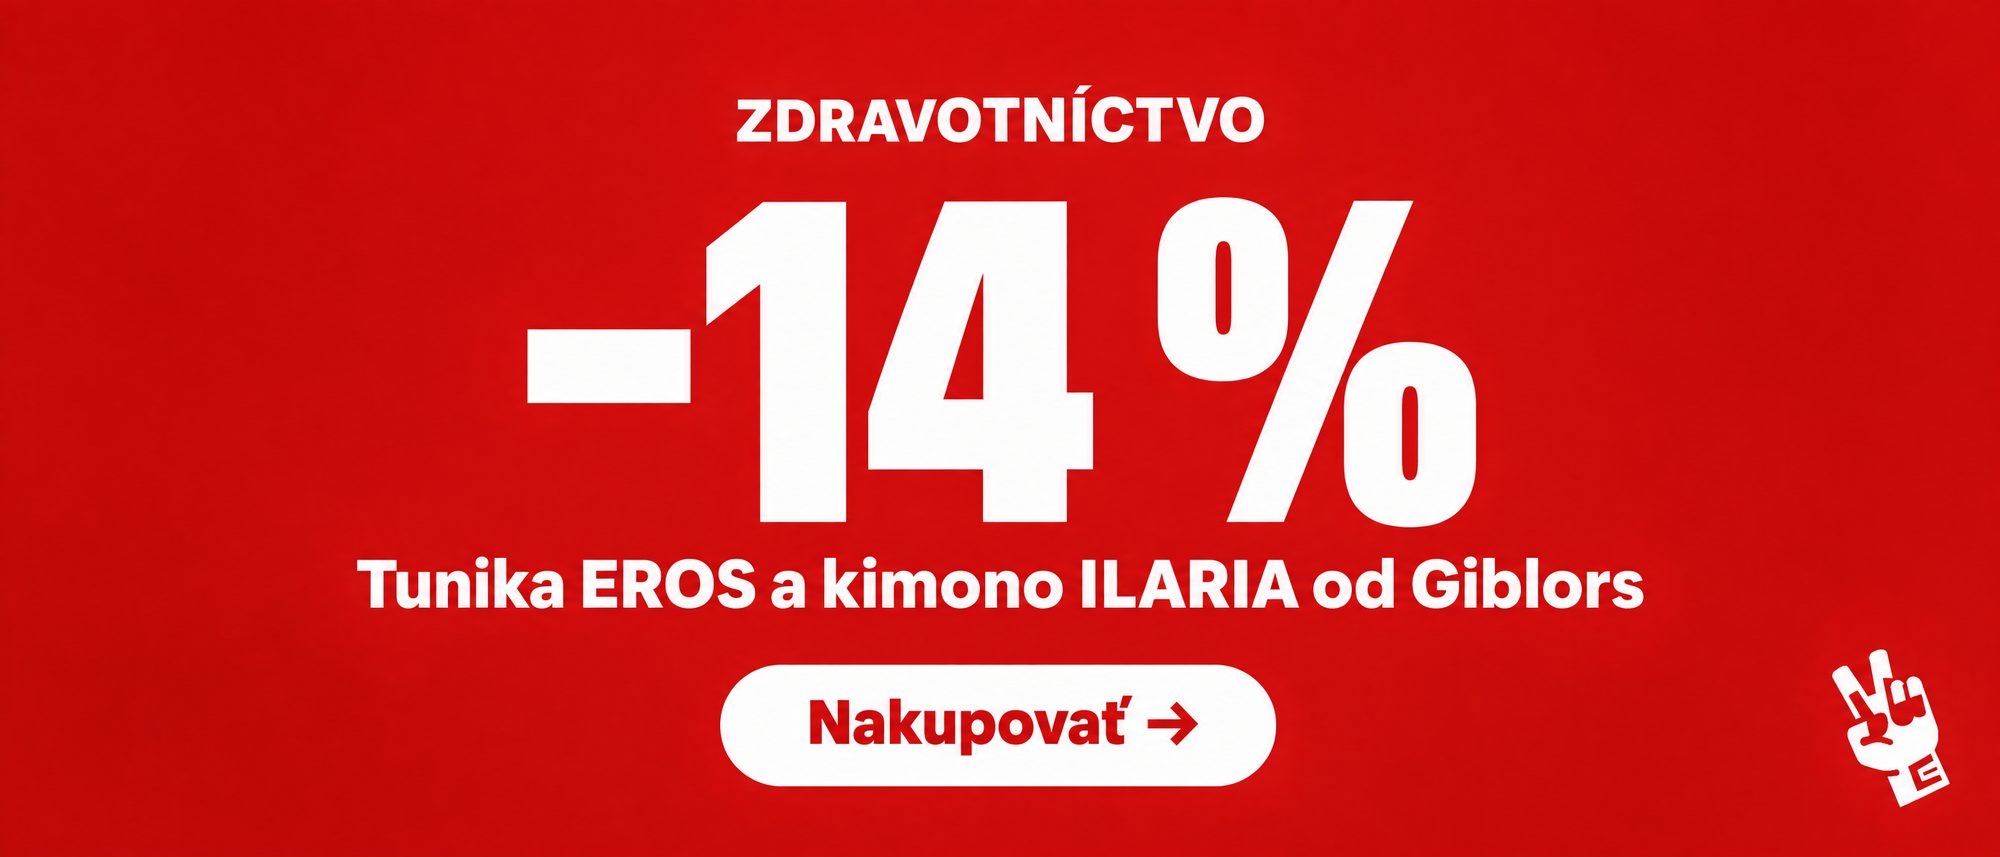 ZDRAVOTNÍCTVO
-14 %
Tunika EROS a kimono ILARIA od Giblors
Nakupovať →